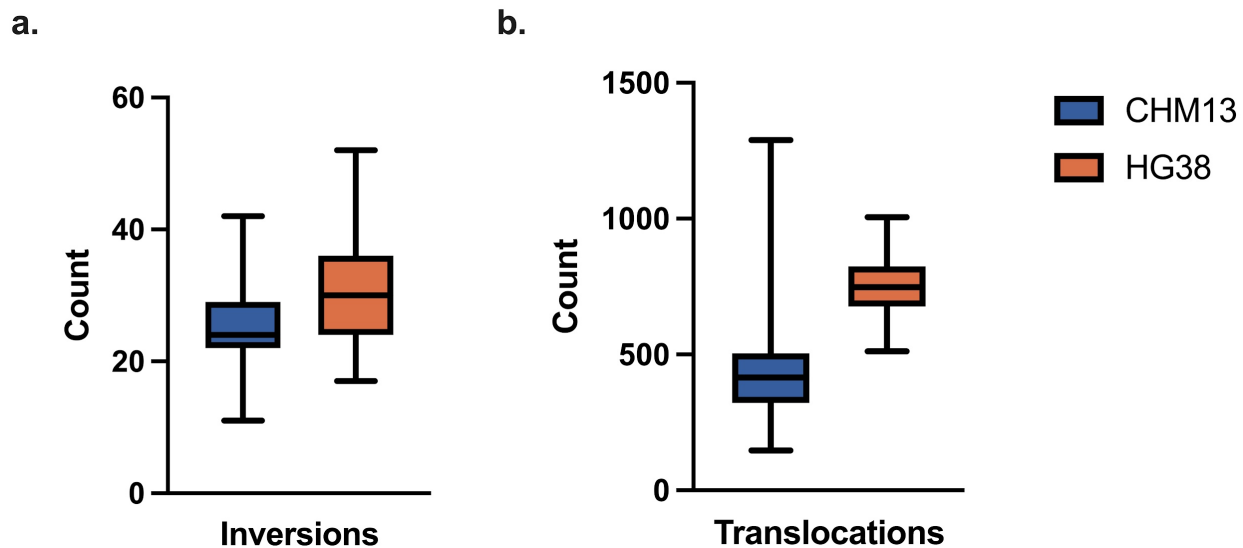 a.
60
40
20
0
Count
Inversions
b.
1500
1000
500
0
Count
Translocations
CHM13
HG38